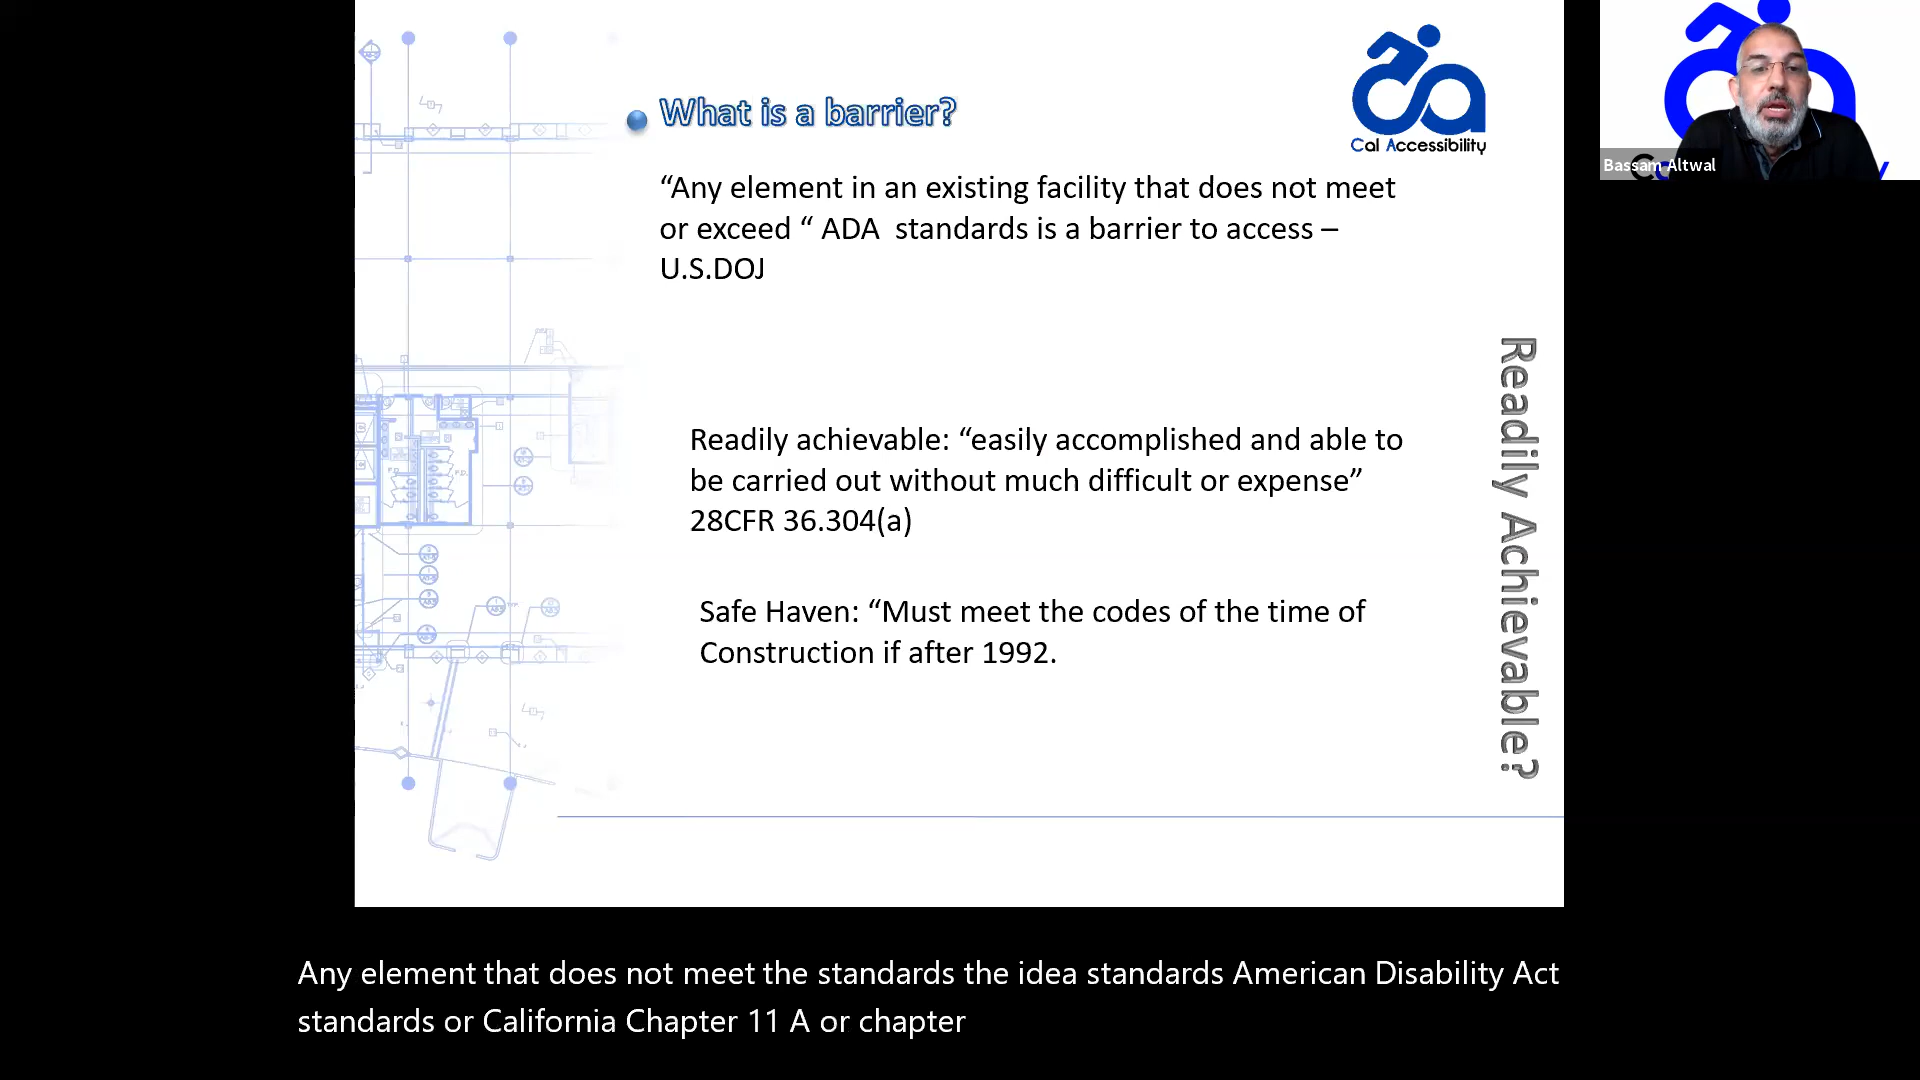 What is a barrier?
Cal Accessibility
“Any element in an existing facility that does not meet
or exceed “ ADA  standards is a barrier to access –
U.S.DOJ
Readily achievable: “easily accomplished and able to
be carried out without much difficult or expense”
28CFR 36.304(a)
Safe Haven: “Must meet the codes of the time of
Construction if after 1992.
Readily Achievable?
Bassam Altwal
Any element that does not meet the standards the idea standards American Disability Act
standards or California Chapter 11 A or chapter